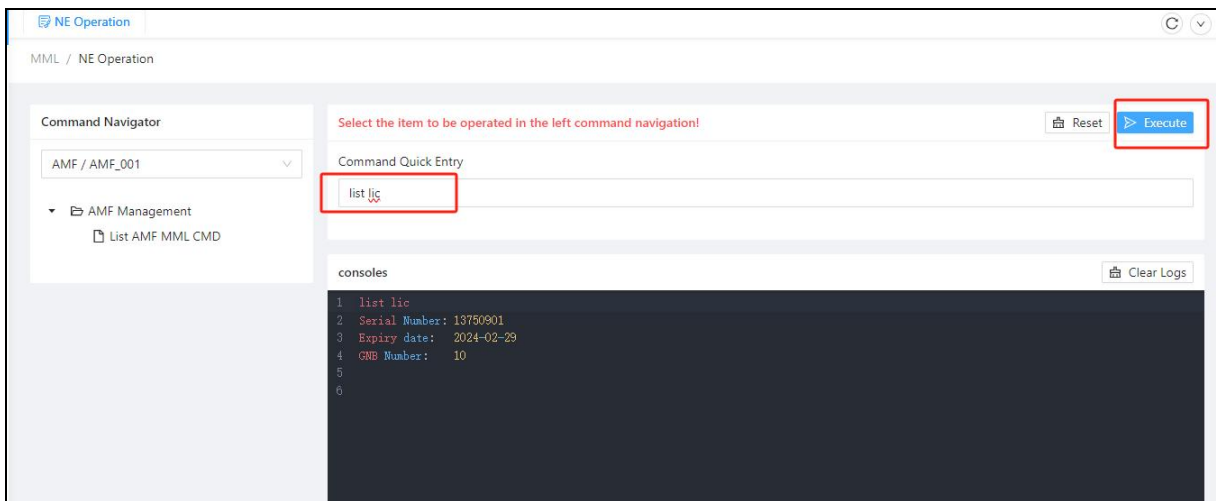 NE Operation
MML / NE Operation
Command Navigator
AMF / AMF_001
AMF Management
List AMF MML CMD
Select the item to be operated in the left command navigation!
Reset
Execute
Command Quick Entry
list lic
consoles
Clear Logs
1 list lic
2 Serial Number: 13750901
3 Expiry date: 2024-02-29
4 GNB Number: 10
5
6